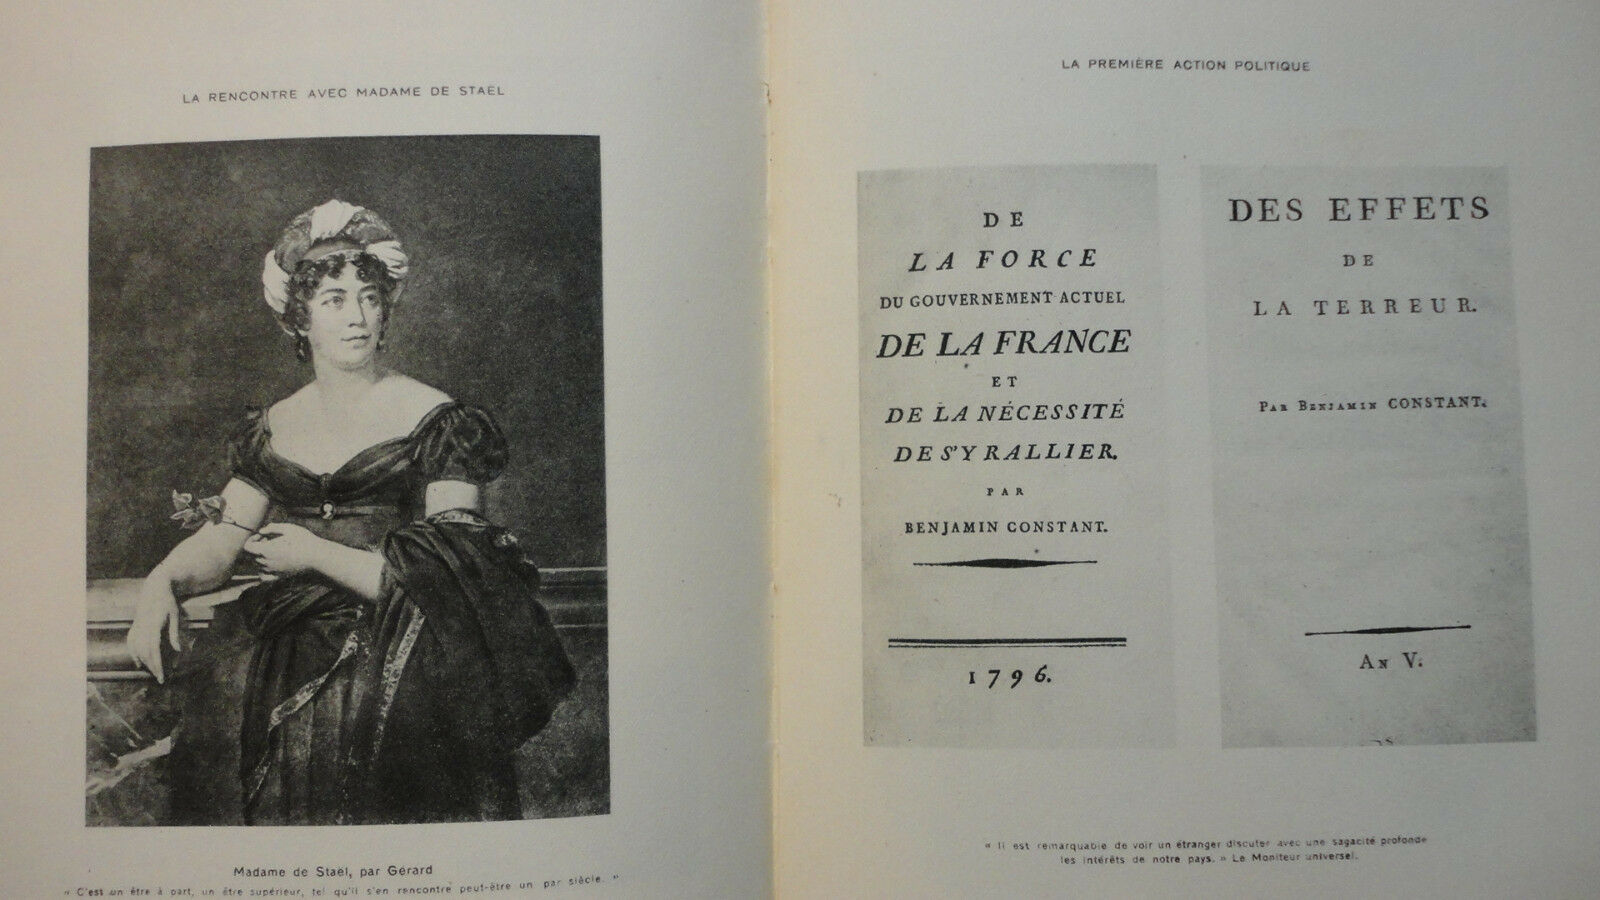 LA RENCONTRE AVEC MADAME DE STAËL
Madame de Staël, par Gérard
« C'est un être à part, un être supérieur, tel qu'il s'en rencontre peut-être un par siècle. »
LA PREMIÈRE ACTION POLITIQUE
DE
LA FORCE
DU GOUVERNEMENT ACTUEL
DE LA FRANCE
ET
DE LA NÉCESSITÉ
DE S'Y RALLIER.
PAR
BENJAMIN CONSTANT.
1796.
DES EFFETS
DE
LA TERREUR.
PAR BENJAMIN CONSTANT.
AN V.
« Il est remarquable de voir un étranger discuter avec une sagacité profonde
les intérêts de notre pays. » Le Moniteur universel.